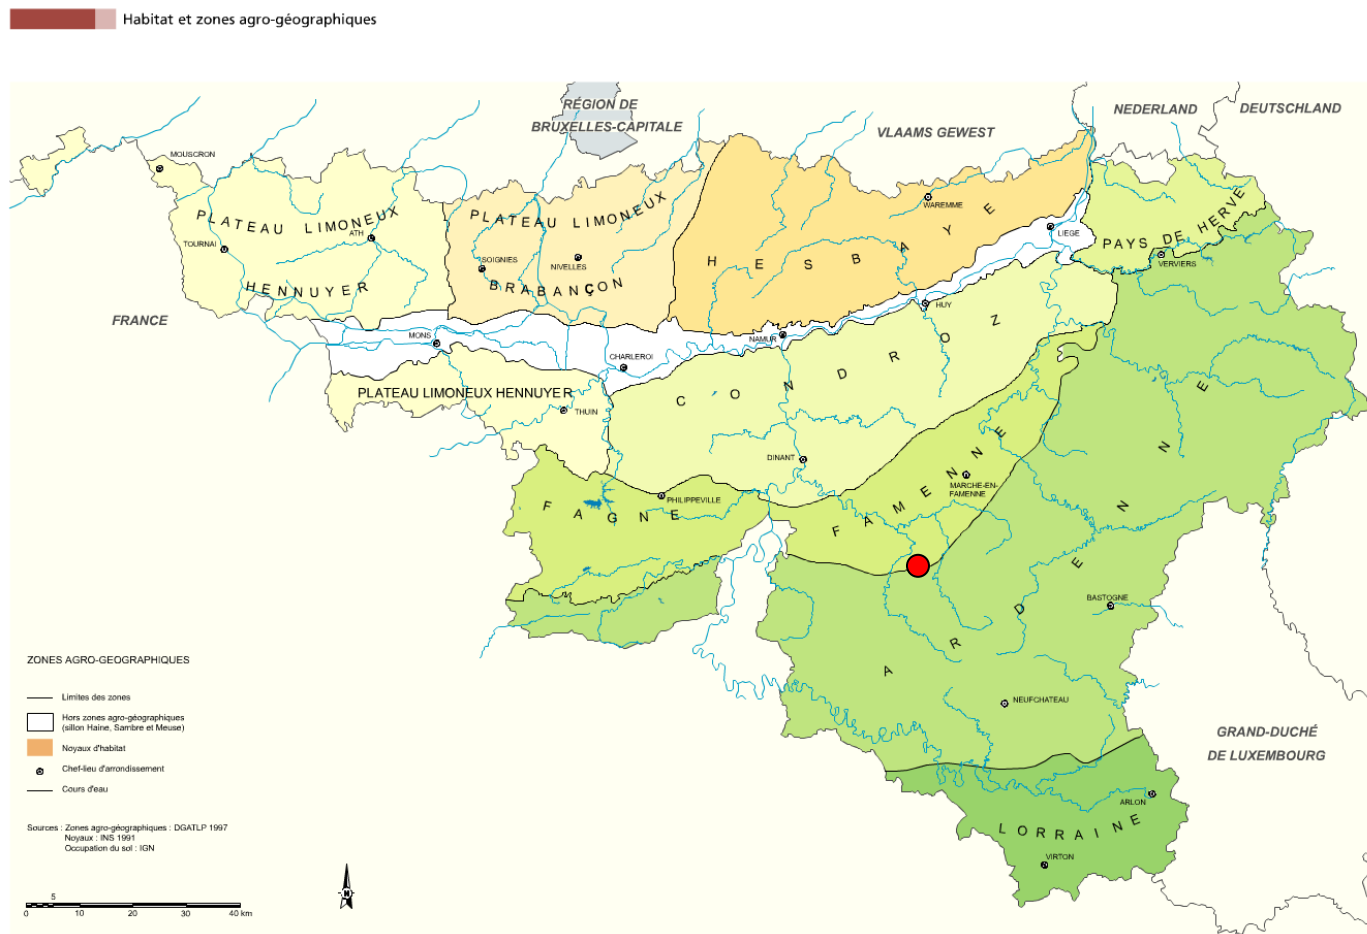 Habitat et zones agro-géographiques
RÉGION DE
BRUXELLES-CAPITALE
VLAAMS GEWEST
NEDERLAND
DEUTSCHLAND
MOUSCRON
PLATEAU LIMONEUX
HENNUYER
TOURNAI
ATH
PLATEAU LIMONEUX
BRABANÇON
SOIGNIES
NIVELLES
HESBAYE
WAREMME
LIEGE
PAYS DE HERVE
VERVIERS
FRANCE
MONS
CHARLEROI
NAMUR
HUY
PLATEAU LIMONEUX HENNUYER
THUIN
CONDROZ
DINANT
FAGNE
PHILIPPEVILLE
FAMENNE
MARCHE-EN-
FAMENNE
ARDENNE
BASTOGNE
NEUFCHATEAU
GRAND-DUCHÉ
DE LUXEMBOURG
LORRAINE
ARLON
VIRTON
ZONES AGRO-GEOGRAPHIQUES
Limites des zones
Hors zones agro-géographiques
(sillon Haine, Sambre et Meuse)
Noyaux d'habitat
Chef-lieu d'arrondissement
Cours d'eau
Sources : Zones agro-géographiques : DGATLP 1997
Noyaux : INS 1991
Occupation du sol : IGN
5
0 10 20 30 40 km
N